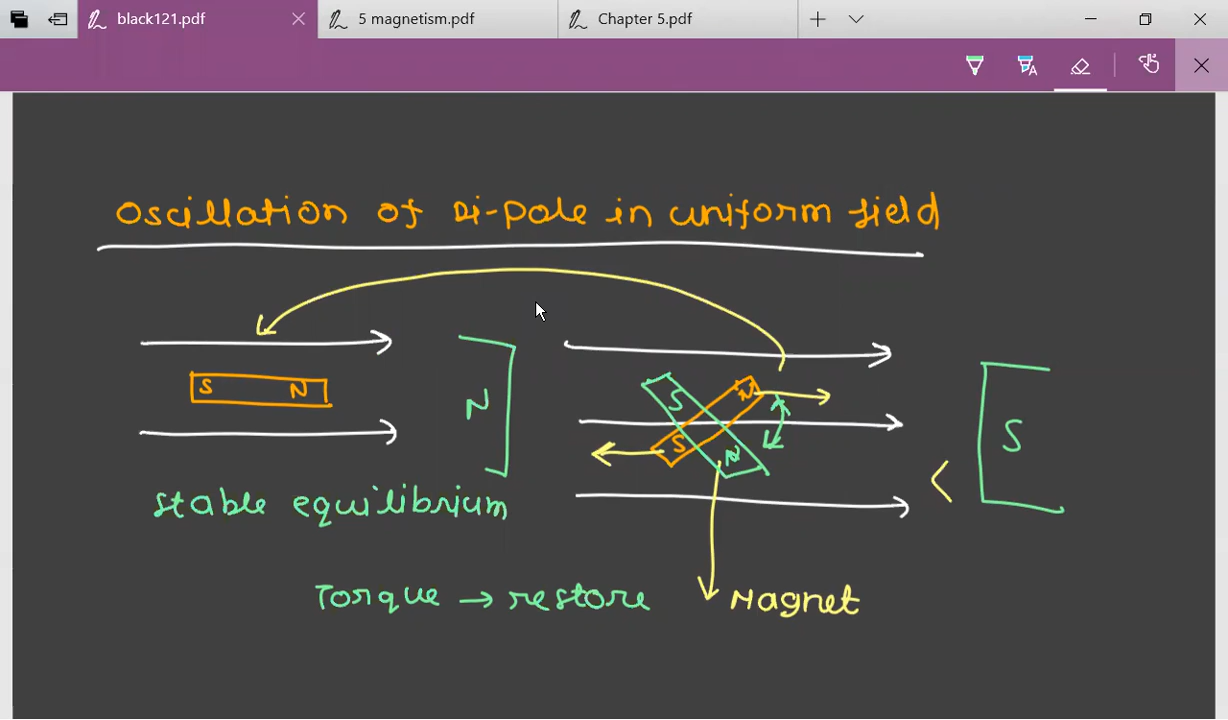 black121.pdf
5 magnetism.pdf
Chapter 5.pdf
Oscillation of Di-pole in uniform field
S N
N
S
N
S
N
S
stable equilibrium
Torque → restore
Magnet